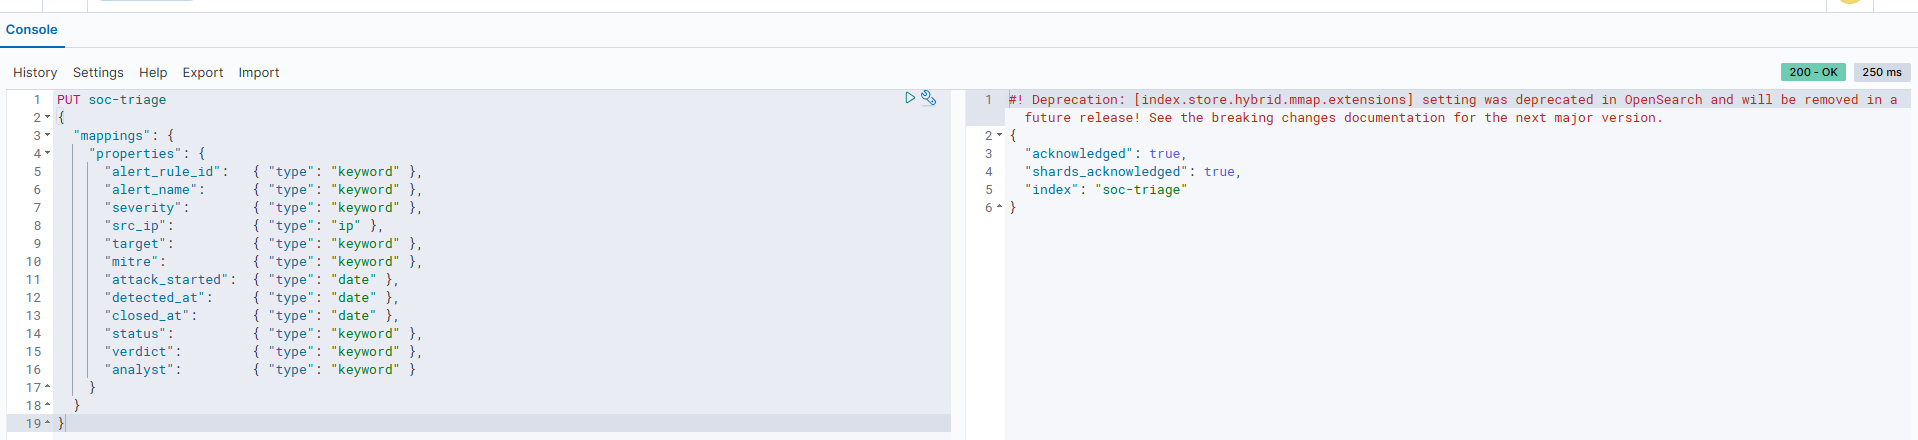 Console
History Settings Help Export Import
200 - OK 250 ms
1 PUT soc-triage
2 {
3 "mappings": {
4 "properties": {
5 "alert_rule_id": { "type": "keyword" },
6 "alert_name": { "type": "keyword" },
7 "severity": { "type": "keyword" },
8 "src_ip": { "type": "ip" },
9 "target": { "type": "keyword" },
10 "mitre": { "type": "keyword" },
11 "attack_started": { "type": "date" },
12 "detected_at": { "type": "date" },
13 "closed_at": { "type": "date" },
14 "status": { "type": "keyword" },
15 "verdict": { "type": "keyword" },
16 "analyst": { "type": "keyword" }
17 }
18 }
19 }
1 #! Deprecation: [index.store.hybrid.mmap.extensions] setting was deprecated in OpenSearch and will be removed in a
future release! See the breaking changes documentation for the next major version.
2 {
3 "acknowledged": true,
4 "shards_acknowledged": true,
5 "index": "soc-triage"
6 }